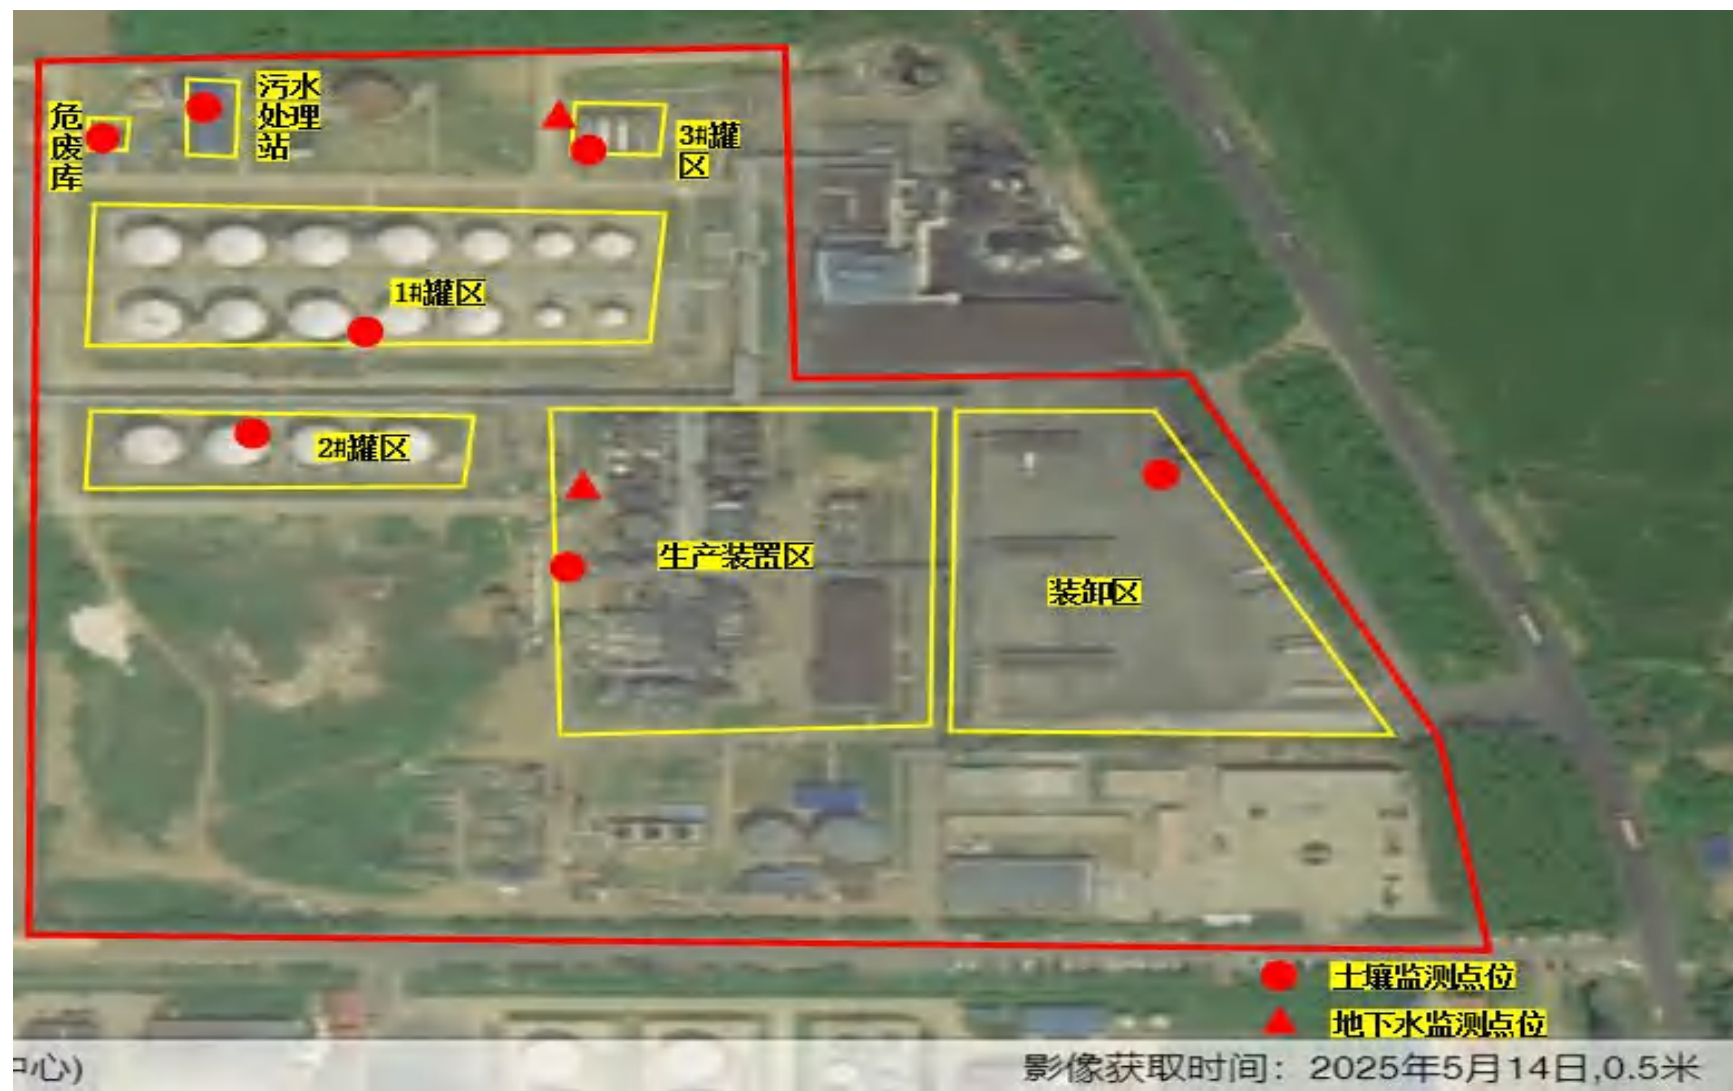 污水
处理
站
危
废
库
3#罐
区
1#罐区
2#罐区
生产装置区
装卸区
土壤监测点位
地下水监测点位
中心)
影像获取时间：2025年5月14日,0.5米